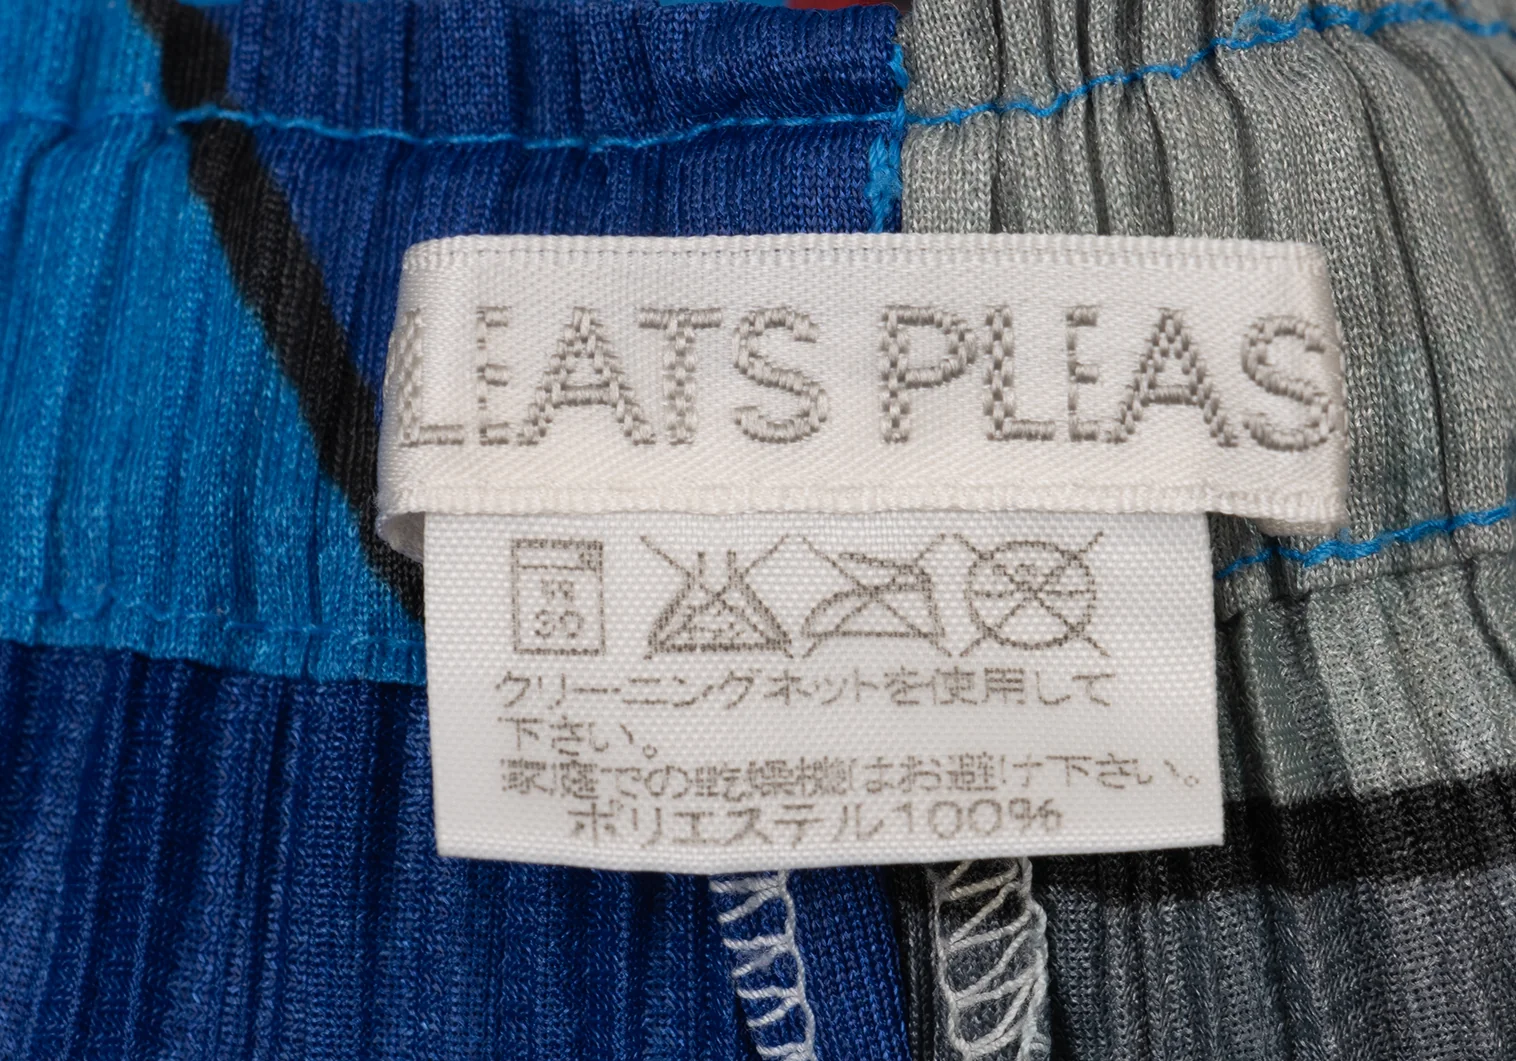 LEATS PLEAS
クリーニングネットを使用して
下さい。
家庭での乾燥機はお避け下さい。
ポリエステル100%